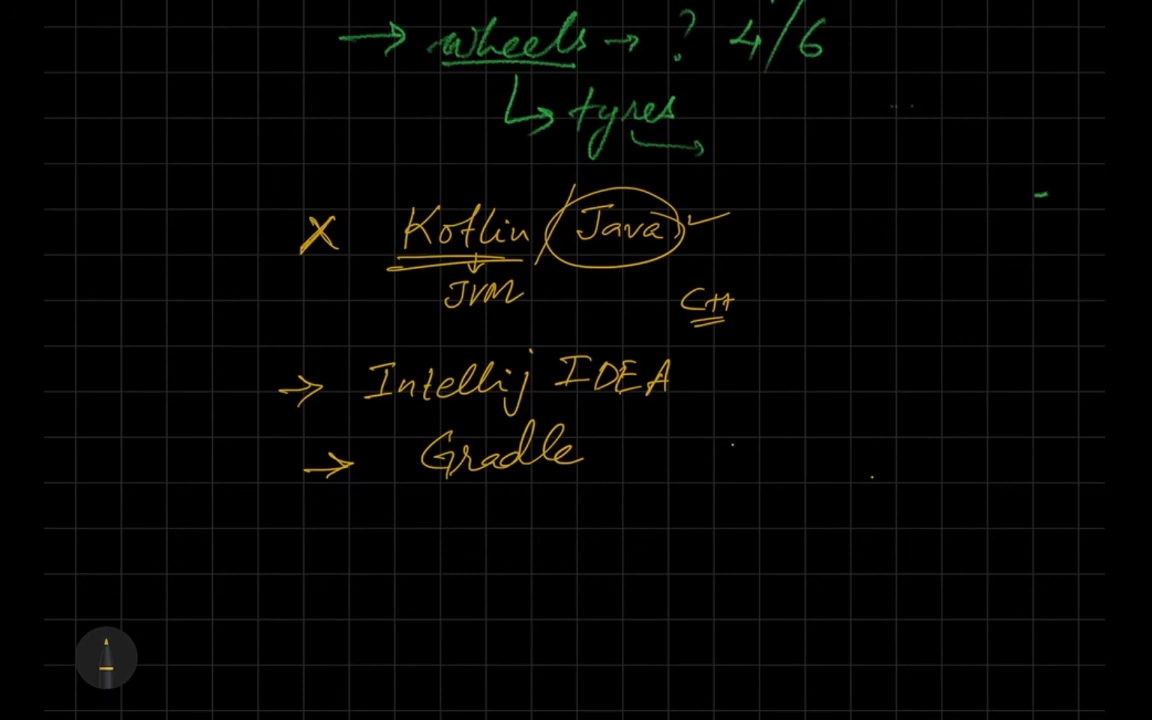 → wheels → ? 4/6
↳ tyres
X Kotlin / Java ✓
JVM
C++
→ Intellij IDEA
→ Gradle